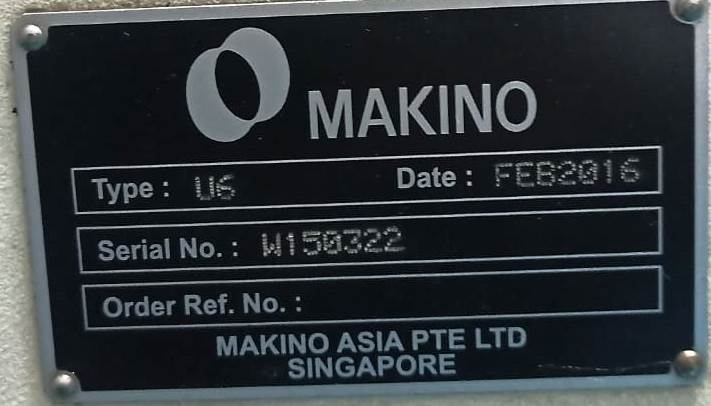 MAKINO
Type : U6 Date : FEB2016
Serial No. : W150322
Order Ref. No. :
MAKINO ASIA PTE LTD
SINGAPORE